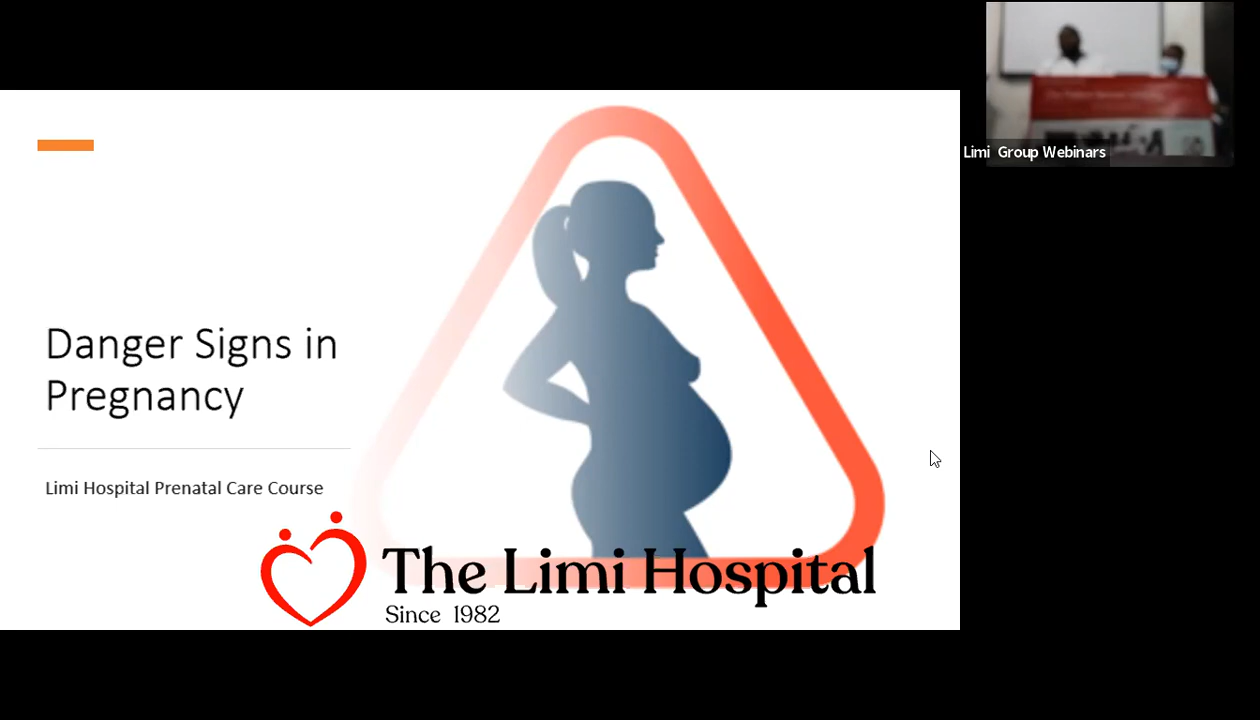 Danger Signs in
Pregnancy
Limi Hospital Prenatal Care Course
The Limi Hospital
Since 1982
Limi Group Webinars